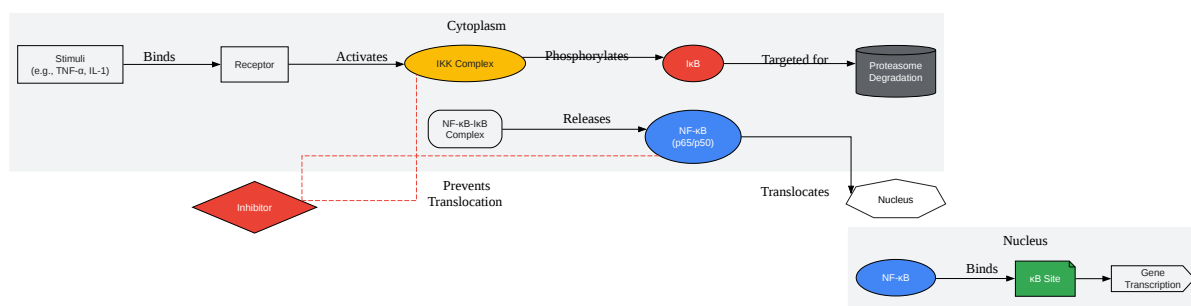 Cytoplasm
Stimuli
(e.g., TNF-α, IL-1)
Binds
Receptor
Activates
IKK Complex
Phosphorylates
IκB
Targeted for
Proteasome
Degradation
NF-κB-IκB
Complex
Releases
NF-κB
(p65/p50)
Inhibitor
Prevents
Translocation
Translocates
Nucleus
Nucleus
NF-κB
Binds
κB Site
Gene
Transcription